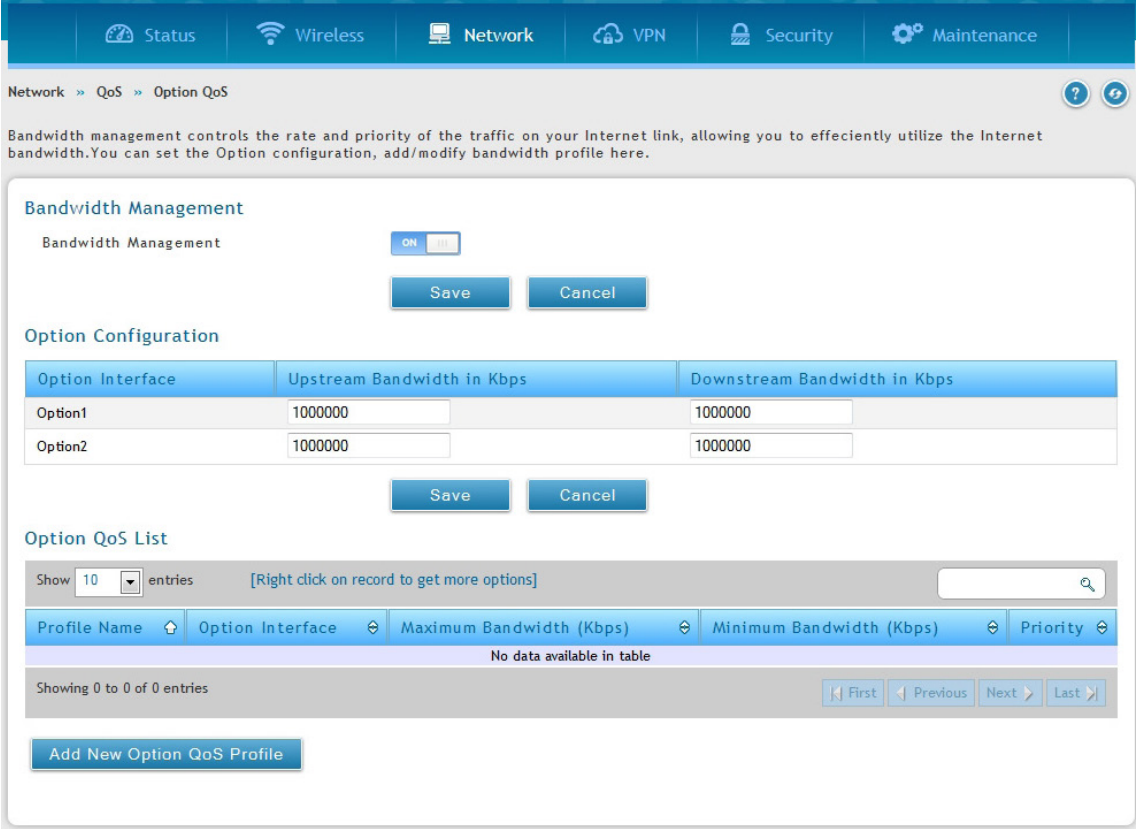 Status Wireless Network VPN Security Maintenance
Network » QoS » Option QoS ?
Bandwidth management controls the rate and priority of the traffic on your Internet link, allowing you to effeciently utilize the Internet
bandwidth.You can set the Option configuration, add/modify bandwidth profile here.
Bandwidth Management
Bandwidth Management ON
Save Cancel
Option Configuration
Option Interface Upstream Bandwidth in Kbps Downstream Bandwidth in Kbps
Option1 1000000 1000000
Option2 1000000 1000000
Save Cancel
Option QoS List
Show 10 entries [Right click on record to get more options]
Profile Name Option Interface Maximum Bandwidth (Kbps) Minimum Bandwidth (Kbps) Priority
No data available in table
Showing 0 to 0 of 0 entries First Previous Next Last
Add New Option QoS Profile